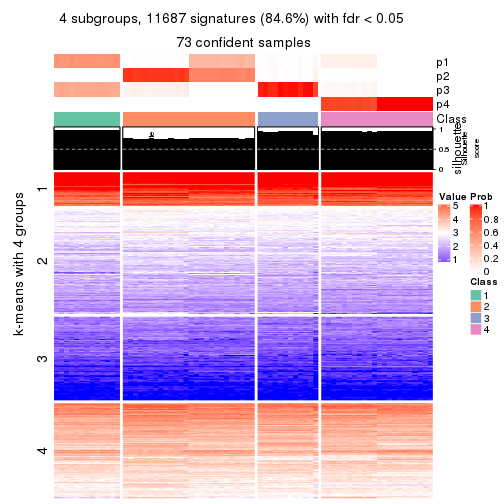 4 subgroups, 11687 signatures (84.6%) with fdr < 0.05
73 confident samples
p1
p2
p3
p4
Class
1
0.5
0
silhouette
Silhouette
score
k-means with 4 groups
1
2
3
4
Value
5
4
3
2
1
Prob
1
0.8
0.6
0.4
0.2
0
Class
1
2
3
4